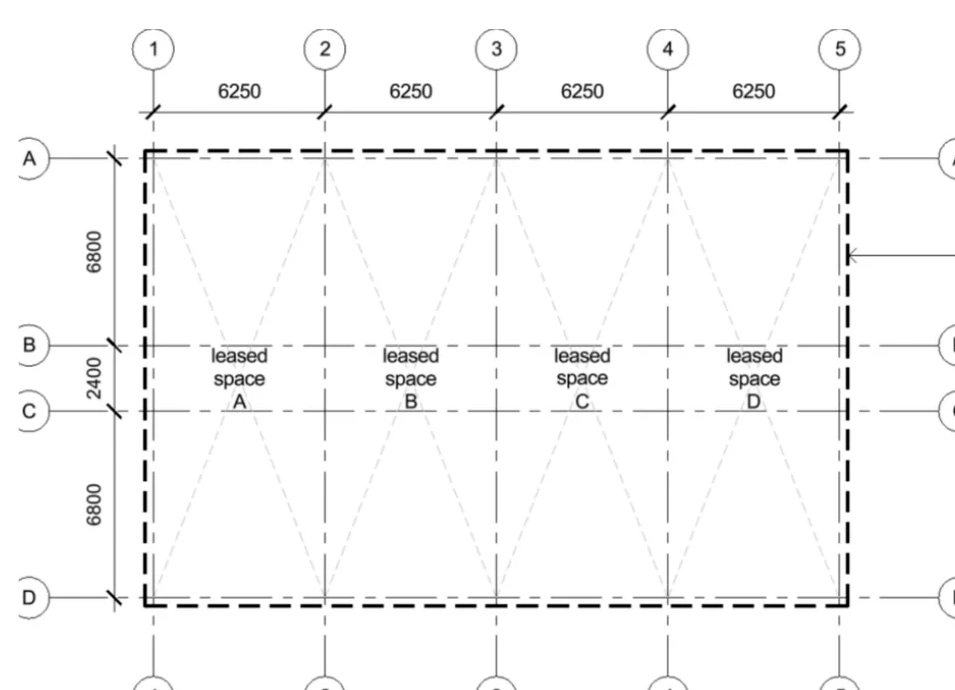 1 2 3 4 5
6250 6250 6250 6250
A
6800
B
leased leased leased leased
2400
space space space space
C A B C D
6800
D